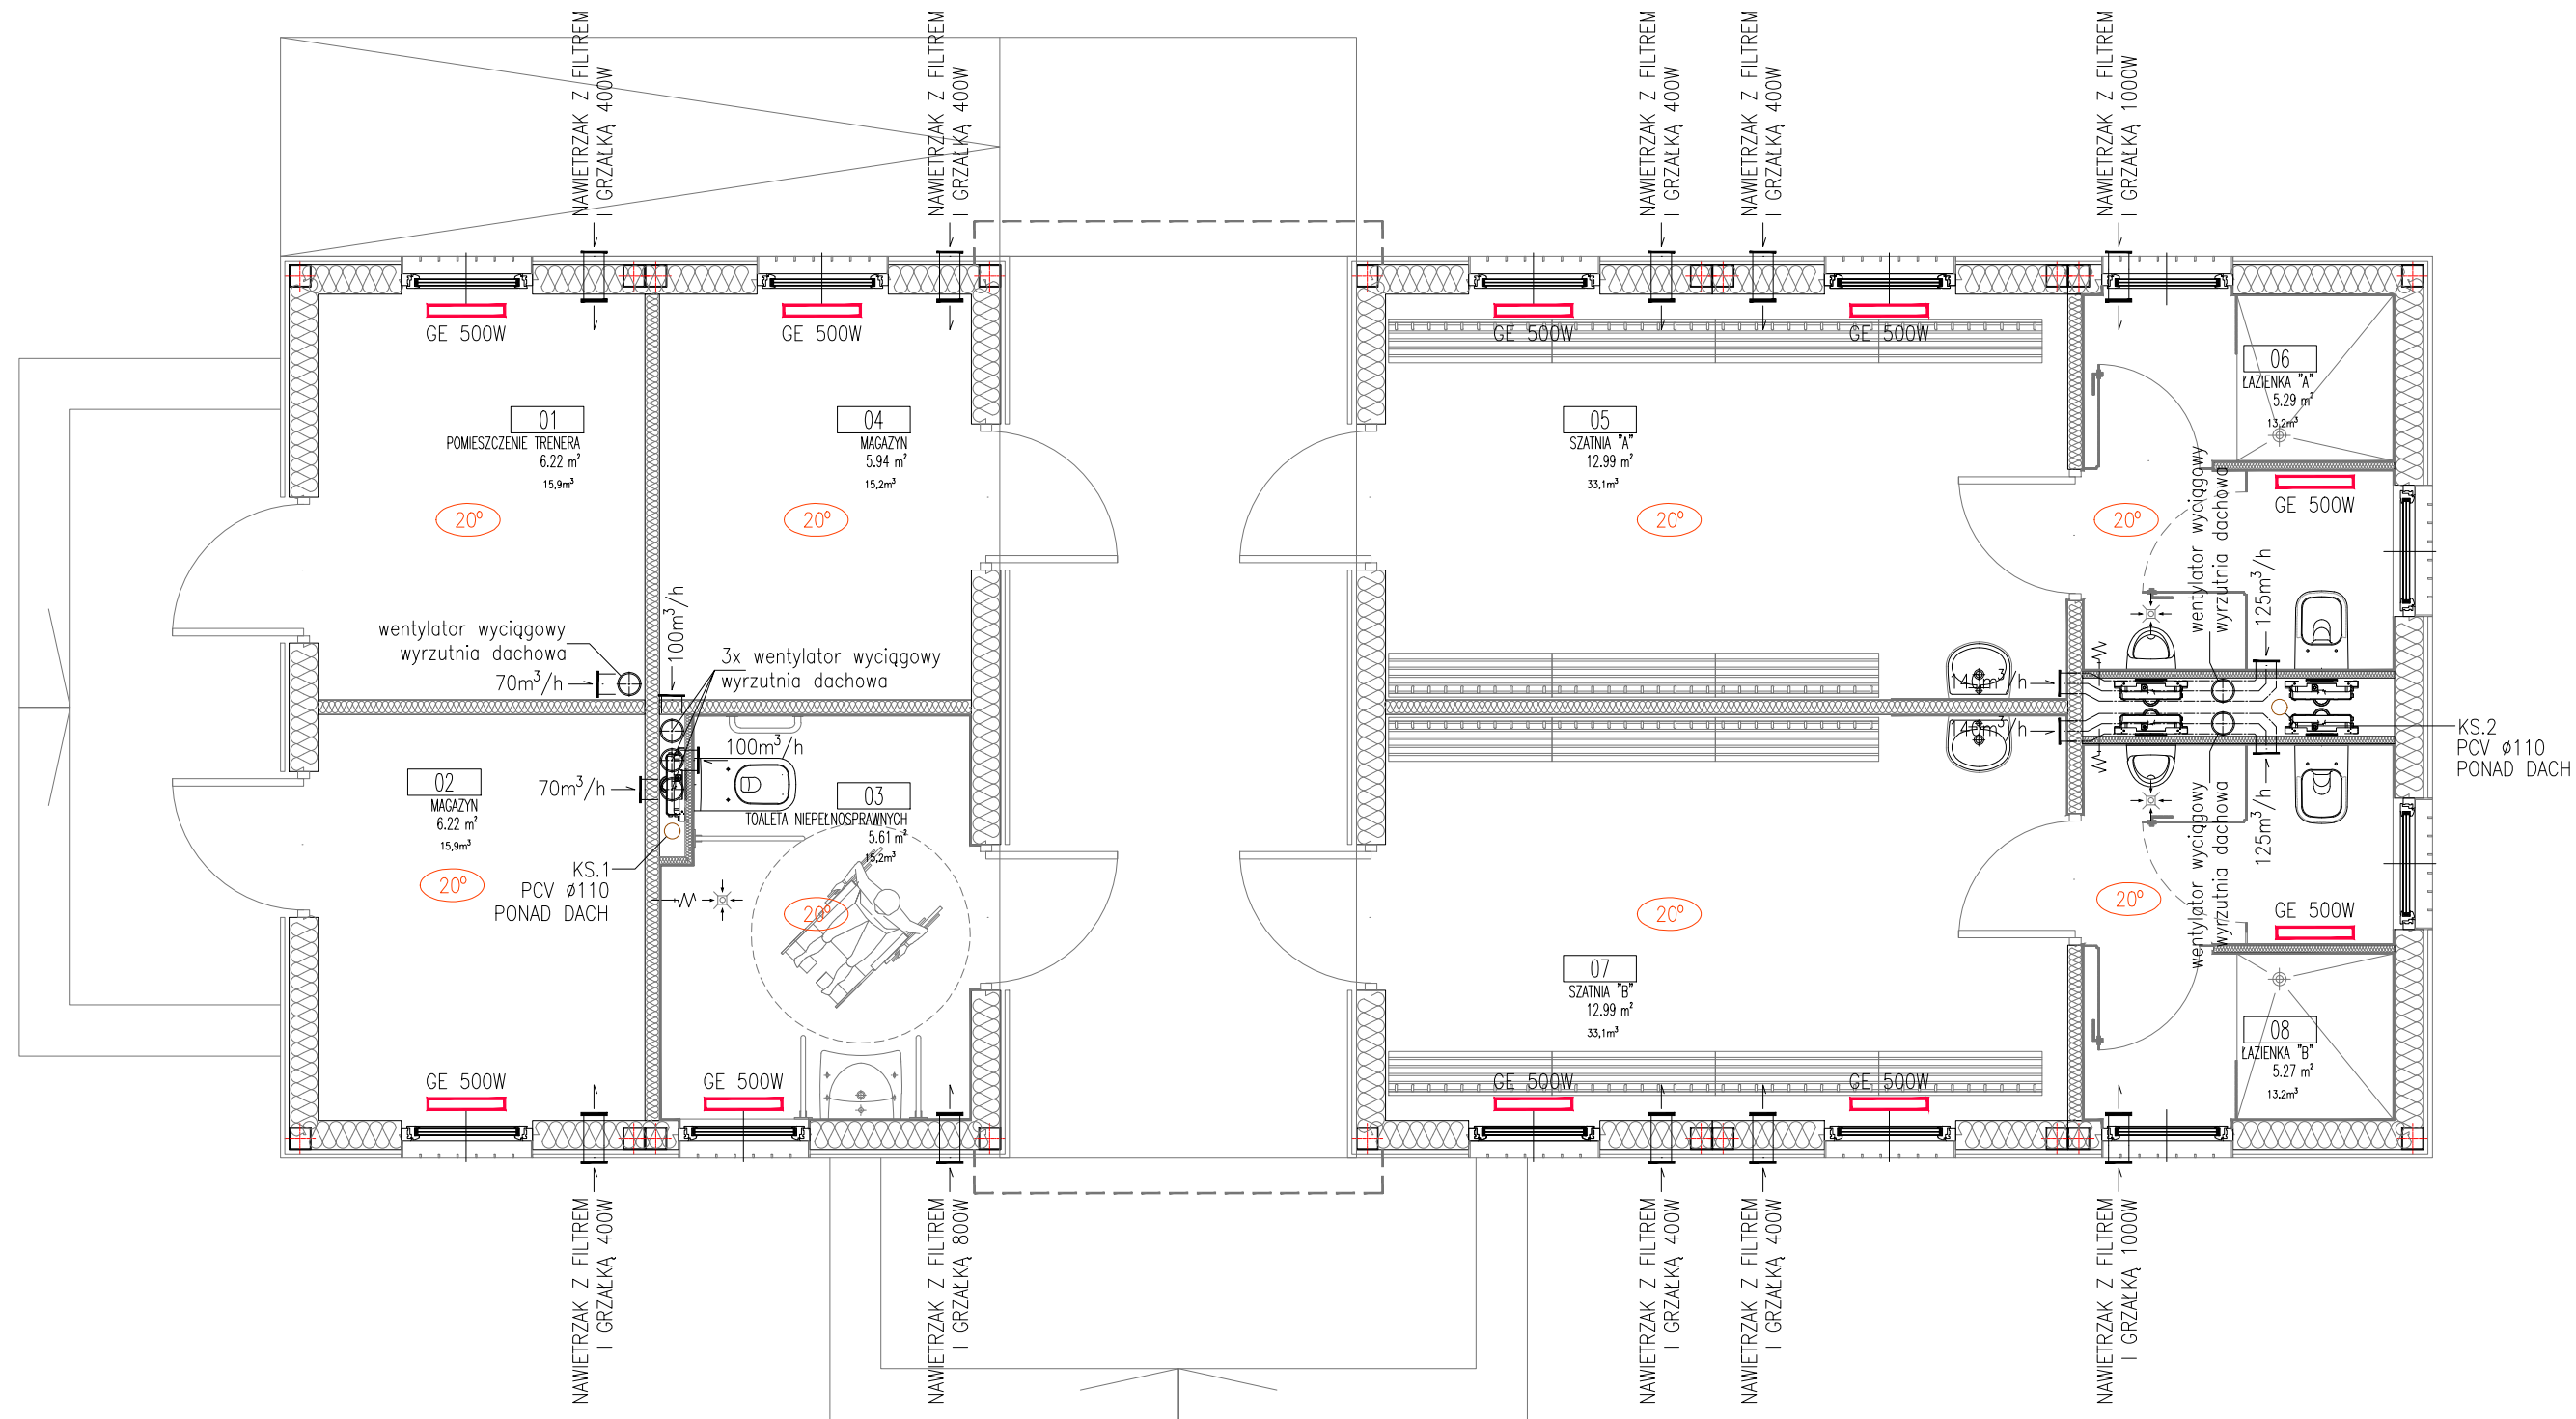 NAWIETRZAK Z FILTREM
I GRZAŁKĄ 400W
NAWIETRZAK Z FILTREM
I GRZAŁKĄ 400W
NAWIETRZAK Z FILTREM
I GRZAŁKĄ 400W
NAWIETRZAK Z FILTREM
I GRZAŁKĄ 400W
NAWIETRZAK Z FILTREM
I GRZAŁKĄ 1000W
GE 500W
GE 500W
GE 500W
GE 500W
01
POMIESZCZENIE TRENERA
6.22 m²
15,9m³
20°
04
MAGAZYN
5.94 m²
15,2m³
20°
05
SZATNIA "A"
12.99 m²
33,1m³
20°
06
ŁAZIENKA "A"
5.29 m²
13,2m³
20°
GE 500W
wentylator wyciągowy
wyrzutnia dachowa
125m³/h
wentylator wyciągowy
wyrzutnia dachowa
70m³/h
100m³/h
3x wentylator wyciągowy
wyrzutnia dachowa
140m³/h
140m³/h
100m³/h
70m³/h
KS.2
PCV ø110
PONAD DACH
02
MAGAZYN
6.22 m²
15,9m³
20°
03
TOALETA NIEPEŁNOSPRAWNYCH
5.61 m²
15,2m³
20°
KS.1
PCV ø110
PONAD DACH
wentylator wyciągowy
wyrzutnia dachowa
125m³/h
20°
GE 500W
20°
07
SZATNIA "B"
12.99 m²
33,1m³
08
ŁAZIENKA "B"
5.27 m²
13,2m³
GE 500W
GE 500W
GE 500W
GE 500W
NAWIETRZAK Z FILTREM
I GRZAŁKĄ 400W
NAWIETRZAK Z FILTREM
I GRZAŁKĄ 800W
NAWIETRZAK Z FILTREM
I GRZAŁKĄ 400W
NAWIETRZAK Z FILTREM
I GRZAŁKĄ 400W
NAWIETRZAK Z FILTREM
I GRZAŁKĄ 1000W